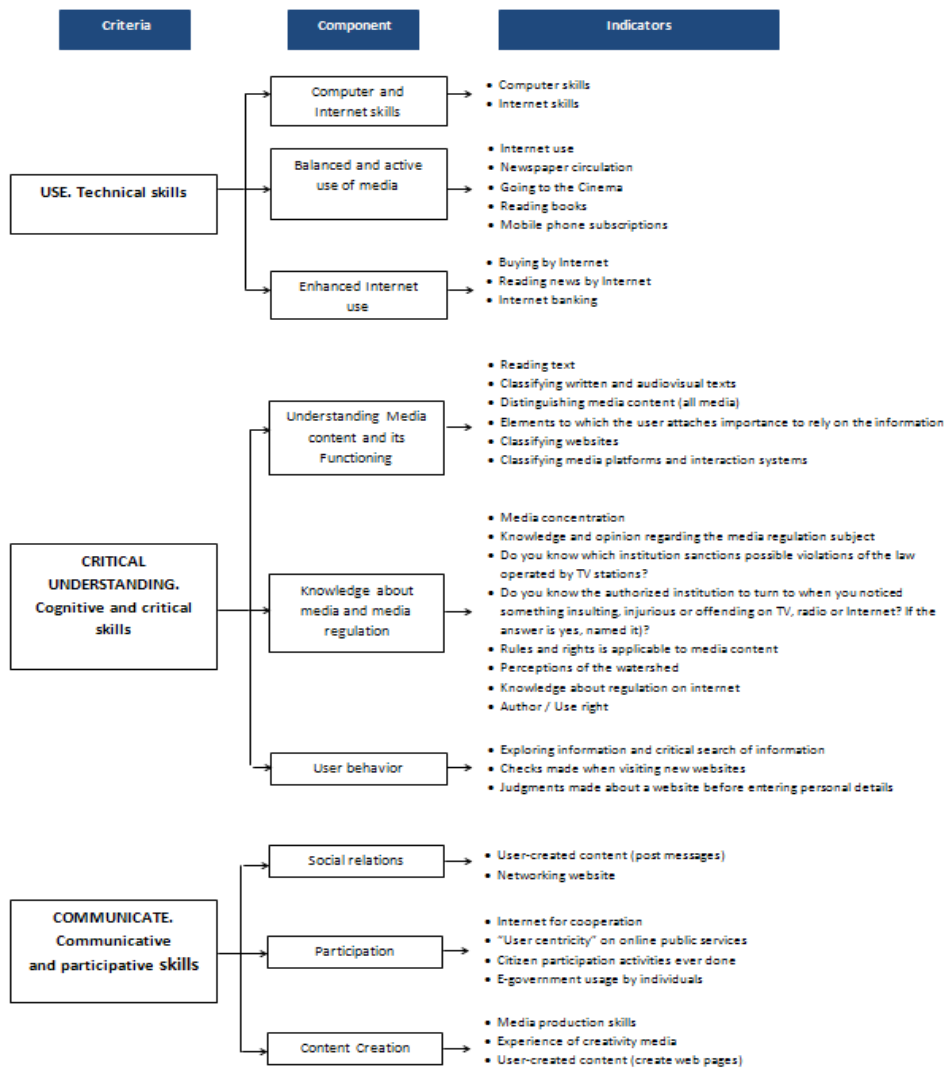 Criteria
Component
Indicators
USE. Technical skills
Computer and
Internet skills
• Computer skills
• Internet skills
Balanced and active
use of media
• Internet use
• Newspaper circulation
• Going to the Cinema
• Reading books
• Mobile phone subscriptions
Enhanced Internet
use
• Buying by Internet
• Reading news by Internet
• Internet banking
CRITICAL
UNDERSTANDING.
Cognitive and critical
skills
Understanding Media
content and its
Functioning
• Reading text
• Classifying written and audiovisual texts
• Distinguishing media content (all media)
• Elements to which the user attaches importance to rely on the information
• Classifying websites
• Classifying media platforms and interaction systems
Knowledge about
media and media
regulation
• Media concentration
• Knowledge and opinion regarding the media regulation subject
• Do you know which institution sanctions possible violations of the law
operated by TV stations?
• Do you know the authorized institution to turn to when you noticed
something insulting, injurious or offending on TV, radio or Internet? If the
answer is yes, named it)?
• Rules and rights is applicable to media content
• Perceptions of the watershed
• Knowledge about regulation on internet
• Author / Use right
User behavior
• Exploring information and critical search of information
• Checks made when visiting new websites
• Judgments made about a website before entering personal details
COMMUNICATE.
Communicative
and participative skills
Social relations
• User-created content (post messages)
• Networking website
Participation
• Internet for cooperation
• "User centricity" on online public services
• Citizen participation activities ever done
• E-government usage by individuals
Content Creation
• Media production skills
• Experience of creativity media
• User-created content (create web pages)